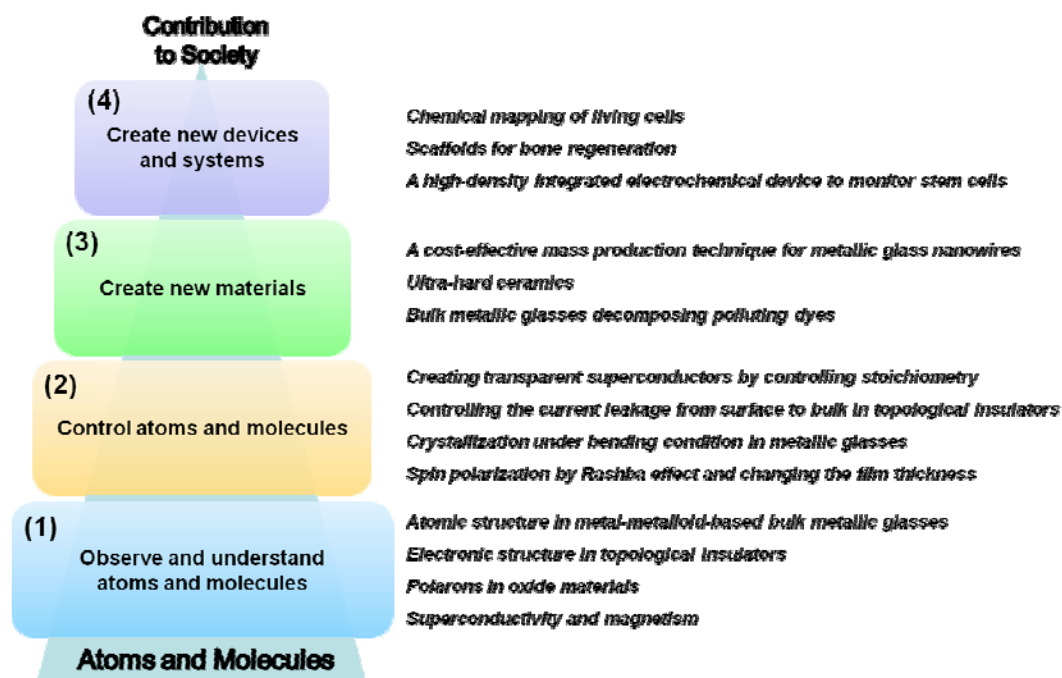 Contribution
to Society
(4)
Create new devices
and systems
Chemical mapping of living cells
Scaffolds for bone regeneration
A high-density integrated electrochemical device to monitor stem cells
(3)
Create new materials
A cost-effective mass production technique for metallic glass nanowires
Ultra-hard ceramics
Bulk metallic glasses decomposing polluting dyes
(2)
Control atoms and molecules
Creating transparent superconductors by controlling stoichiometry
Controlling the current leakage from surface to bulk in topological insulators
Crystallization under bending condition in metallic glasses
Spin polarization by Rashba effect and changing the film thickness
(1)
Observe and understand
atoms and molecules
Atomic structure in metal-metalloid-based bulk metallic glasses
Electronic structure in topological insulators
Polarons in oxide materials
Superconductivity and magnetism
Atoms and Molecules